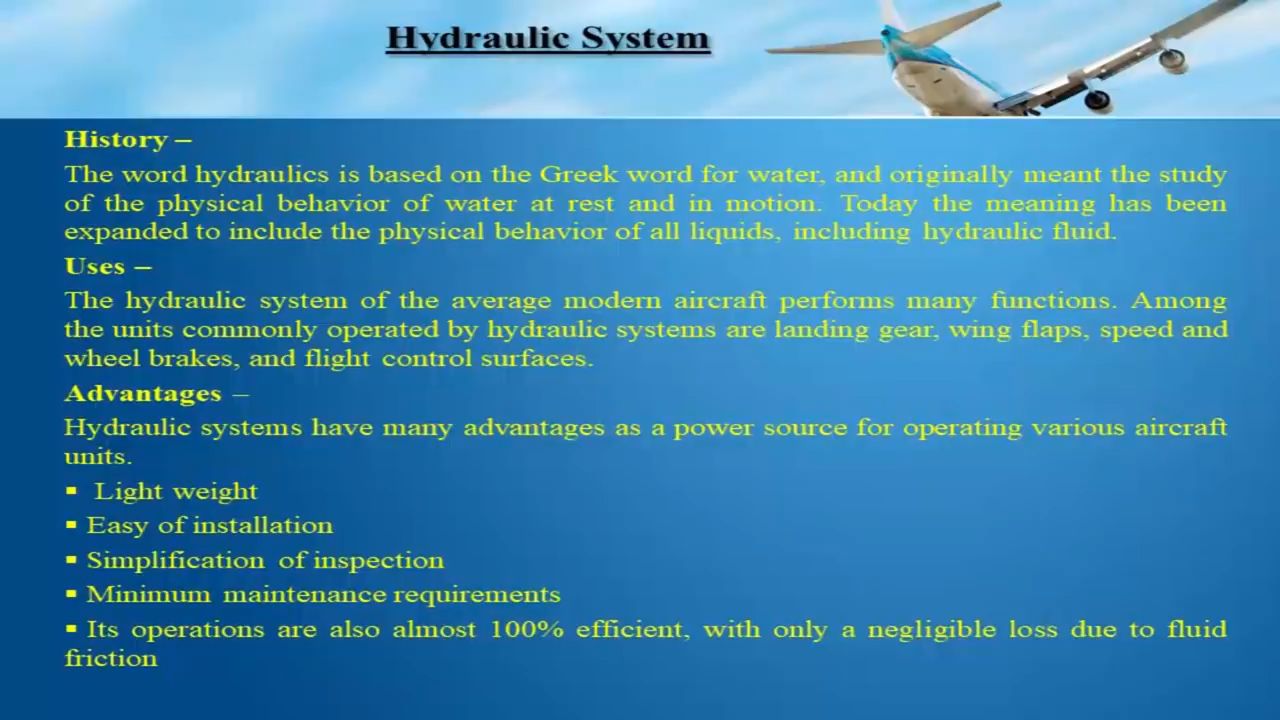 Hydraulic System
History –
The word hydraulics is based on the Greek word for water, and originally meant the study
of the physical behavior of water at rest and in motion. Today the meaning has been
expanded to include the physical behavior of all liquids, including hydraulic fluid.
Uses –
The hydraulic system of the average modern aircraft performs many functions. Among
the units commonly operated by hydraulic systems are landing gear, wing flaps, speed and
wheel brakes, and flight control surfaces.
Advantages –
Hydraulic systems have many advantages as a power source for operating various aircraft
units.
▪ Light weight
▪ Easy of installation
▪ Simplification of inspection
▪ Minimum maintenance requirements
▪ Its operations are also almost 100% efficient, with only a negligible loss due to fluid
friction